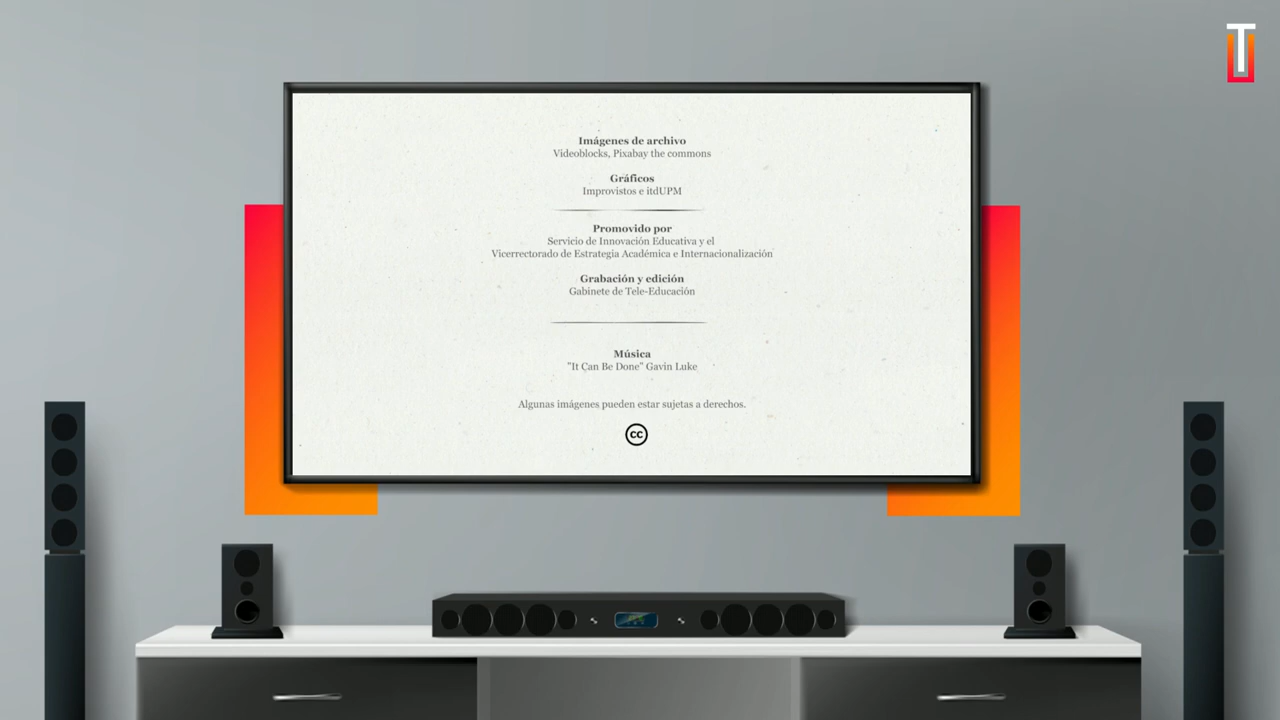 Imágenes de archivo
Videoblocks, Pixabay the commons
Gráficos
Improvistos e itdUPM
Promovido por
Servicio de Innovación Educativa y el
Vicerrectorado de Estrategia Académica e Internacionalización
Grabación y edición
Gabinete de Tele-Educación
Música
"It Can Be Done" Gavin Luke
Algunas imágenes pueden estar sujetas a derechos.
cc